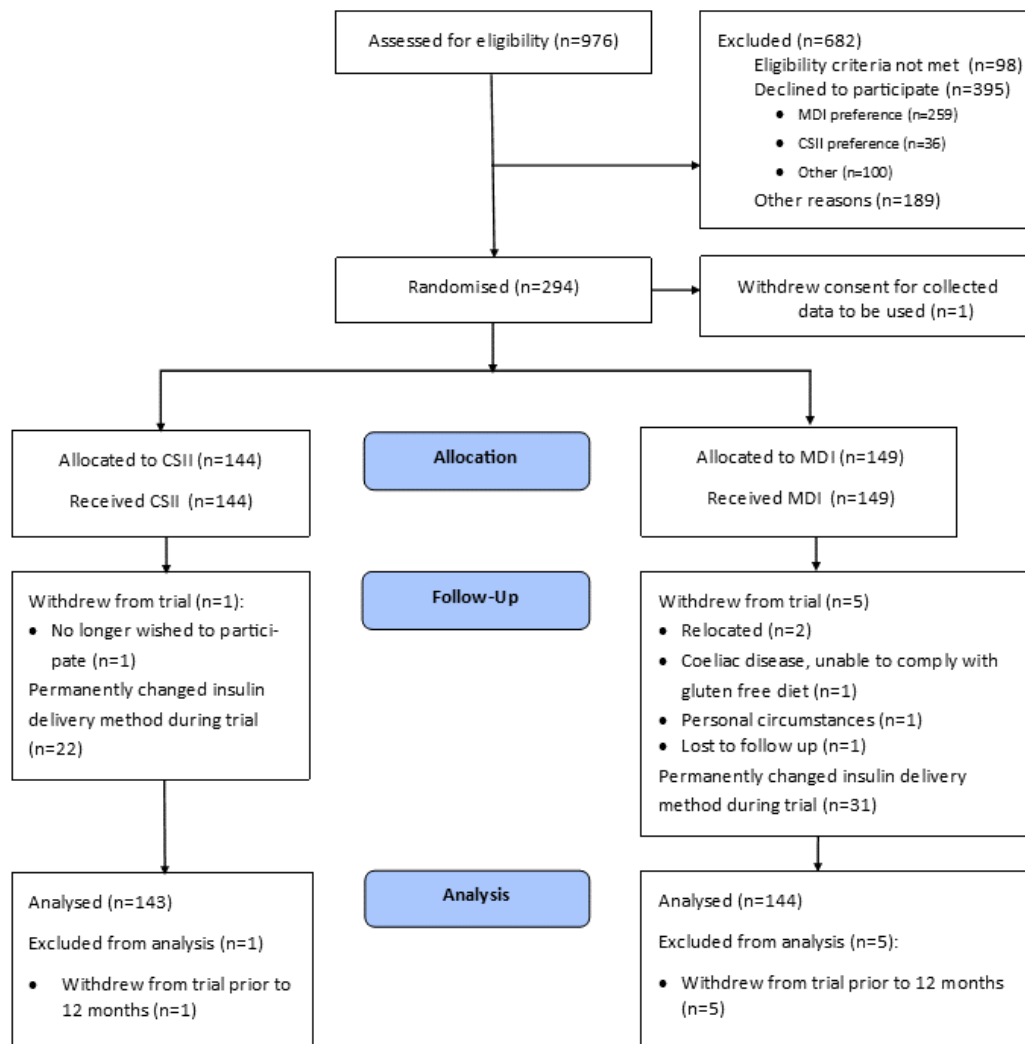 Assessed for eligibility (n=976)
Excluded (n=682)
Eligibility criteria not met (n=98)
Declined to participate (n=395)
• MDI preference (n=259)
• CSII preference (n=36)
• Other (n=100)
Other reasons (n=189)
Randomised (n=294)
Withdrew consent for collected
data to be used (n=1)
Allocated to CSII (n=144)
Received CSII (n=144)
Allocation
Allocated to MDI (n=149)
Received MDI (n=149)
Withdrew from trial (n=1):
• No longer wished to partici-
pate (n=1)
Permanently changed insulin
delivery method during trial
(n=22)
Follow-Up
Withdrew from trial (n=5)
• Relocated (n=2)
• Coeliac disease, unable to comply with
gluten free diet (n=1)
• Personal circumstances (n=1)
• Lost to follow up (n=1)
Permanently changed insulin delivery
method during trial (n=31)
Analysed (n=143)
Excluded from analysis (n=1)
• Withdrew from trial prior to
12 months (n=1)
Analysis
Analysed (n=144)
Excluded from analysis (n=5):
• Withdrew from trial prior to 12 months
(n=5)